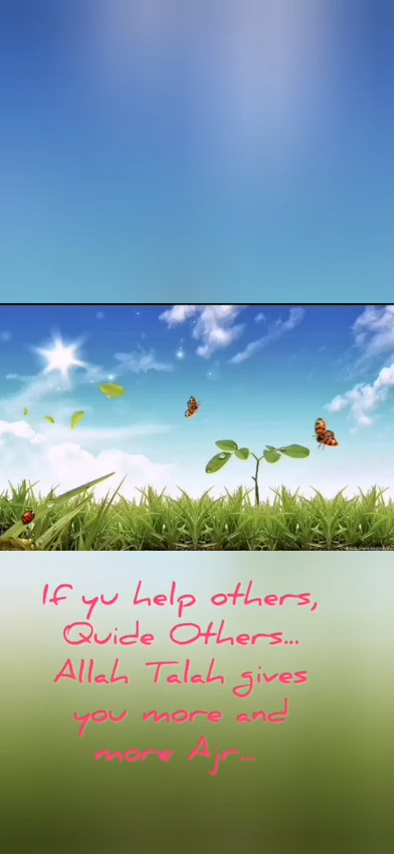 If yu help others,
Quide Others...
Allah Talah gives
you more and
more Ajr...